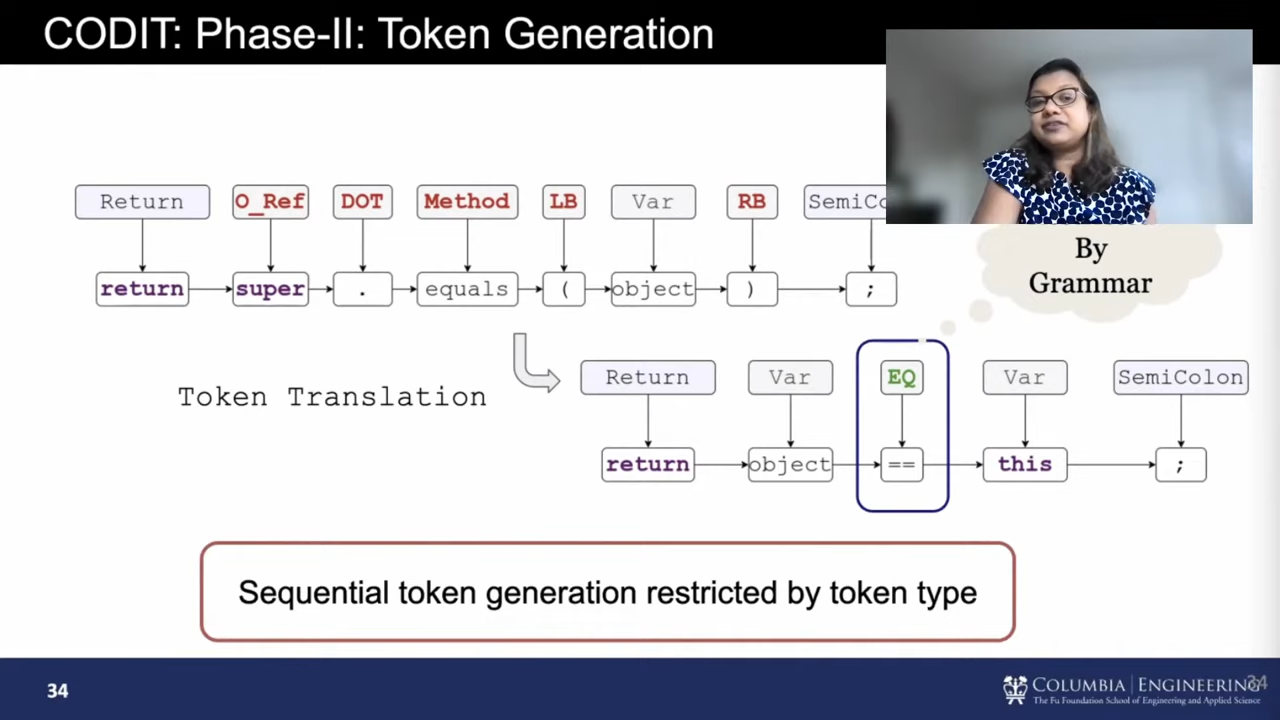 CODIT: Phase-II: Token Generation
Return O_Ref DOT Method LB Var RB SemiCo
return super . equals ( object ) ;
By
Grammar
Return Var EQ Var SemiColon
Token Translation
return object == this ;
Sequential token generation restricted by token type
34
COLUMBIA | ENGINEERING 34
The Fu Foundation School of Engineering and Applied Science